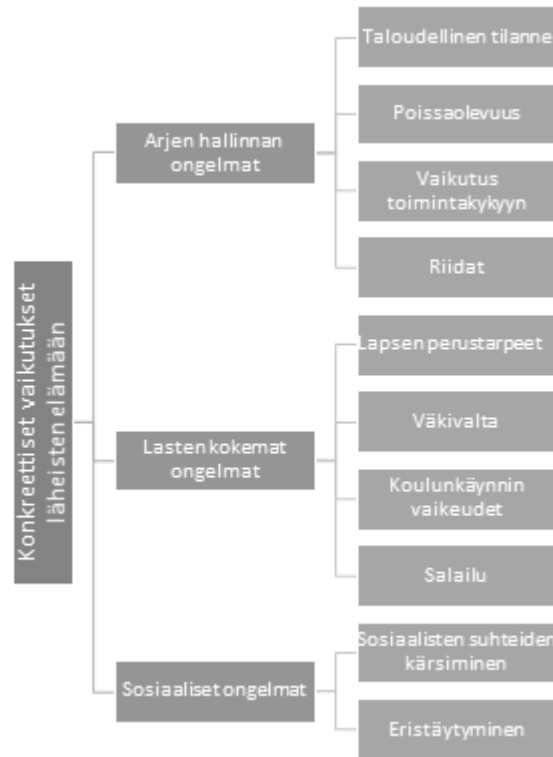 Konkreettiset vaikutukset
läheisten elämään
Arjen hallinnan
ongelmat
Taloudellinen tilanne
Poissaolevuus
Vaikutus
toimintakykyyn
Riidat
Lasten kokemat
ongelmat
Lapsen perustarpeet
Väkivalta
Koulunkäynnin
vaikeudet
Salailu
Sosiaaliset ongelmat
Sosiaalisten suhteiden
kärsiminen
Eristäytyminen